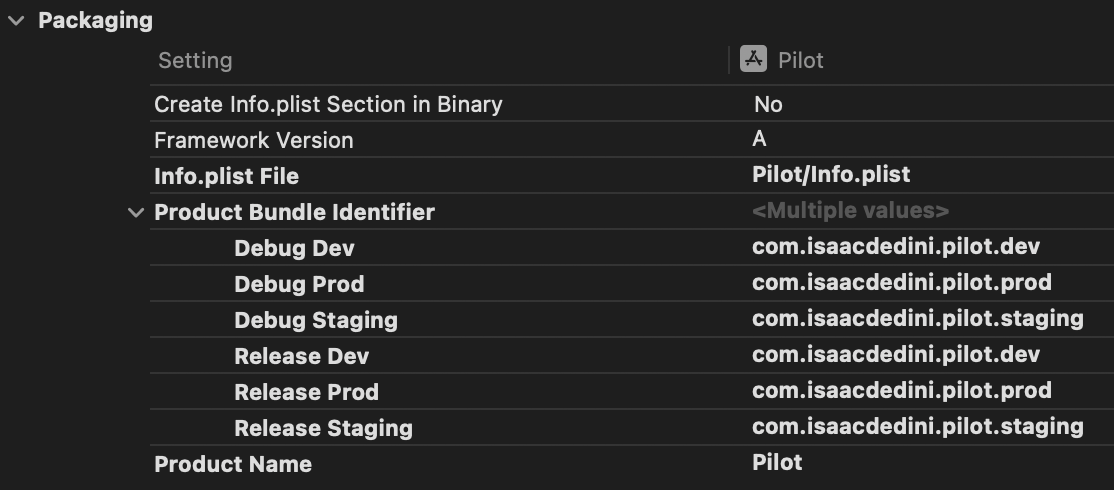 Packaging
Setting Pilot
Create Info.plist Section in Binary No
Framework Version A
Info.plist File Pilot/Info.plist
Product Bundle Identifier <Multiple values>
Debug Dev com.isaacdedini.pilot.dev
Debug Prod com.isaacdedini.pilot.prod
Debug Staging com.isaacdedini.pilot.staging
Release Dev com.isaacdedini.pilot.dev
Release Prod com.isaacdedini.pilot.prod
Release Staging com.isaacdedini.pilot.staging
Product Name Pilot